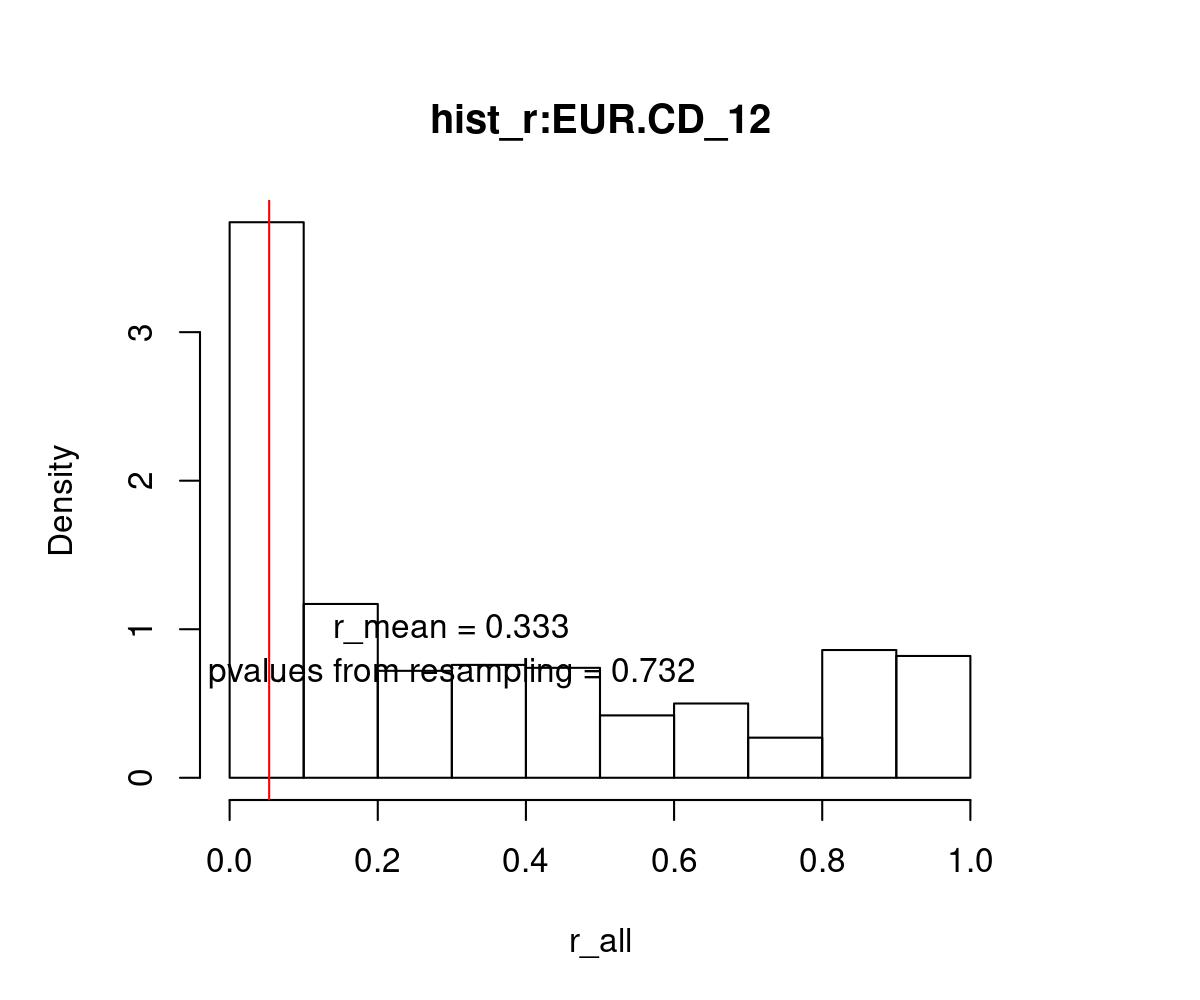 hist_r:EUR.CD_12
Density
3
2
1
0
r_mean = 0.333
pvalues from resampling = 0.732
0.0 0.2 0.4 0.6 0.8 1.0
r_all